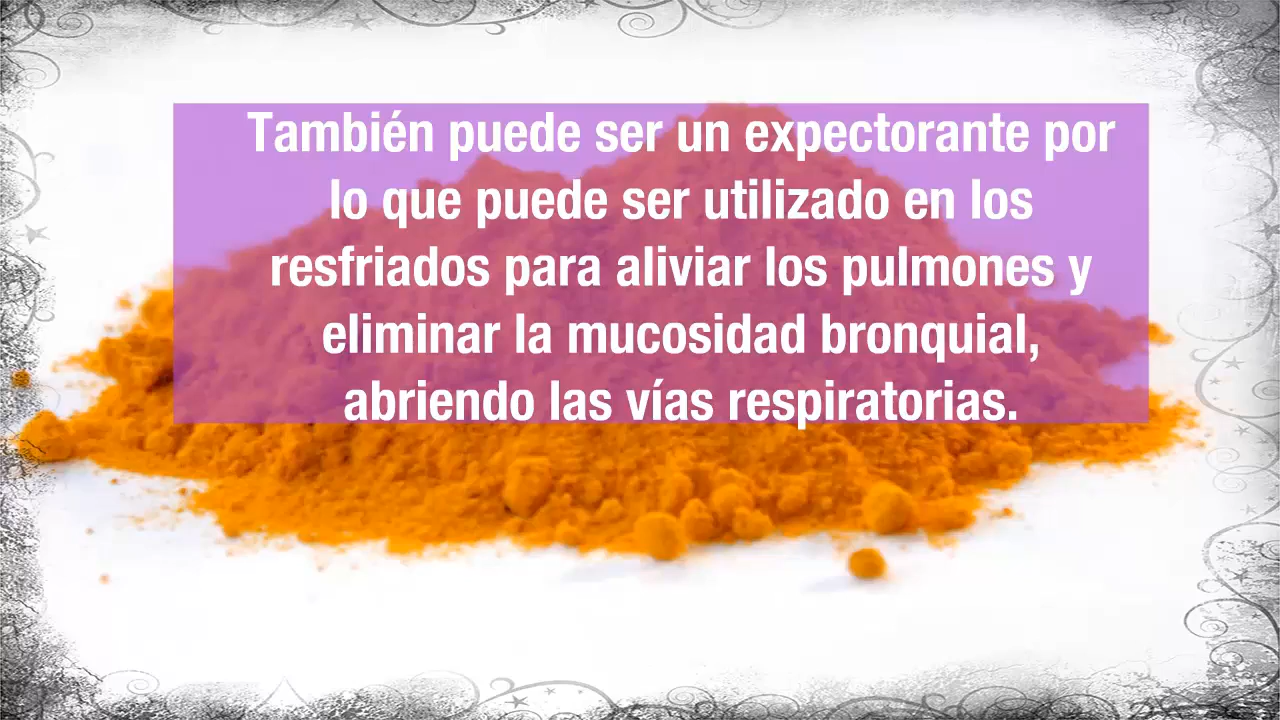 También puede ser un expectorante por
lo que puede ser utilizado en los
resfriados para aliviar los pulmones y
eliminar la mucosidad bronquial,
abriendo las vías respiratorias.